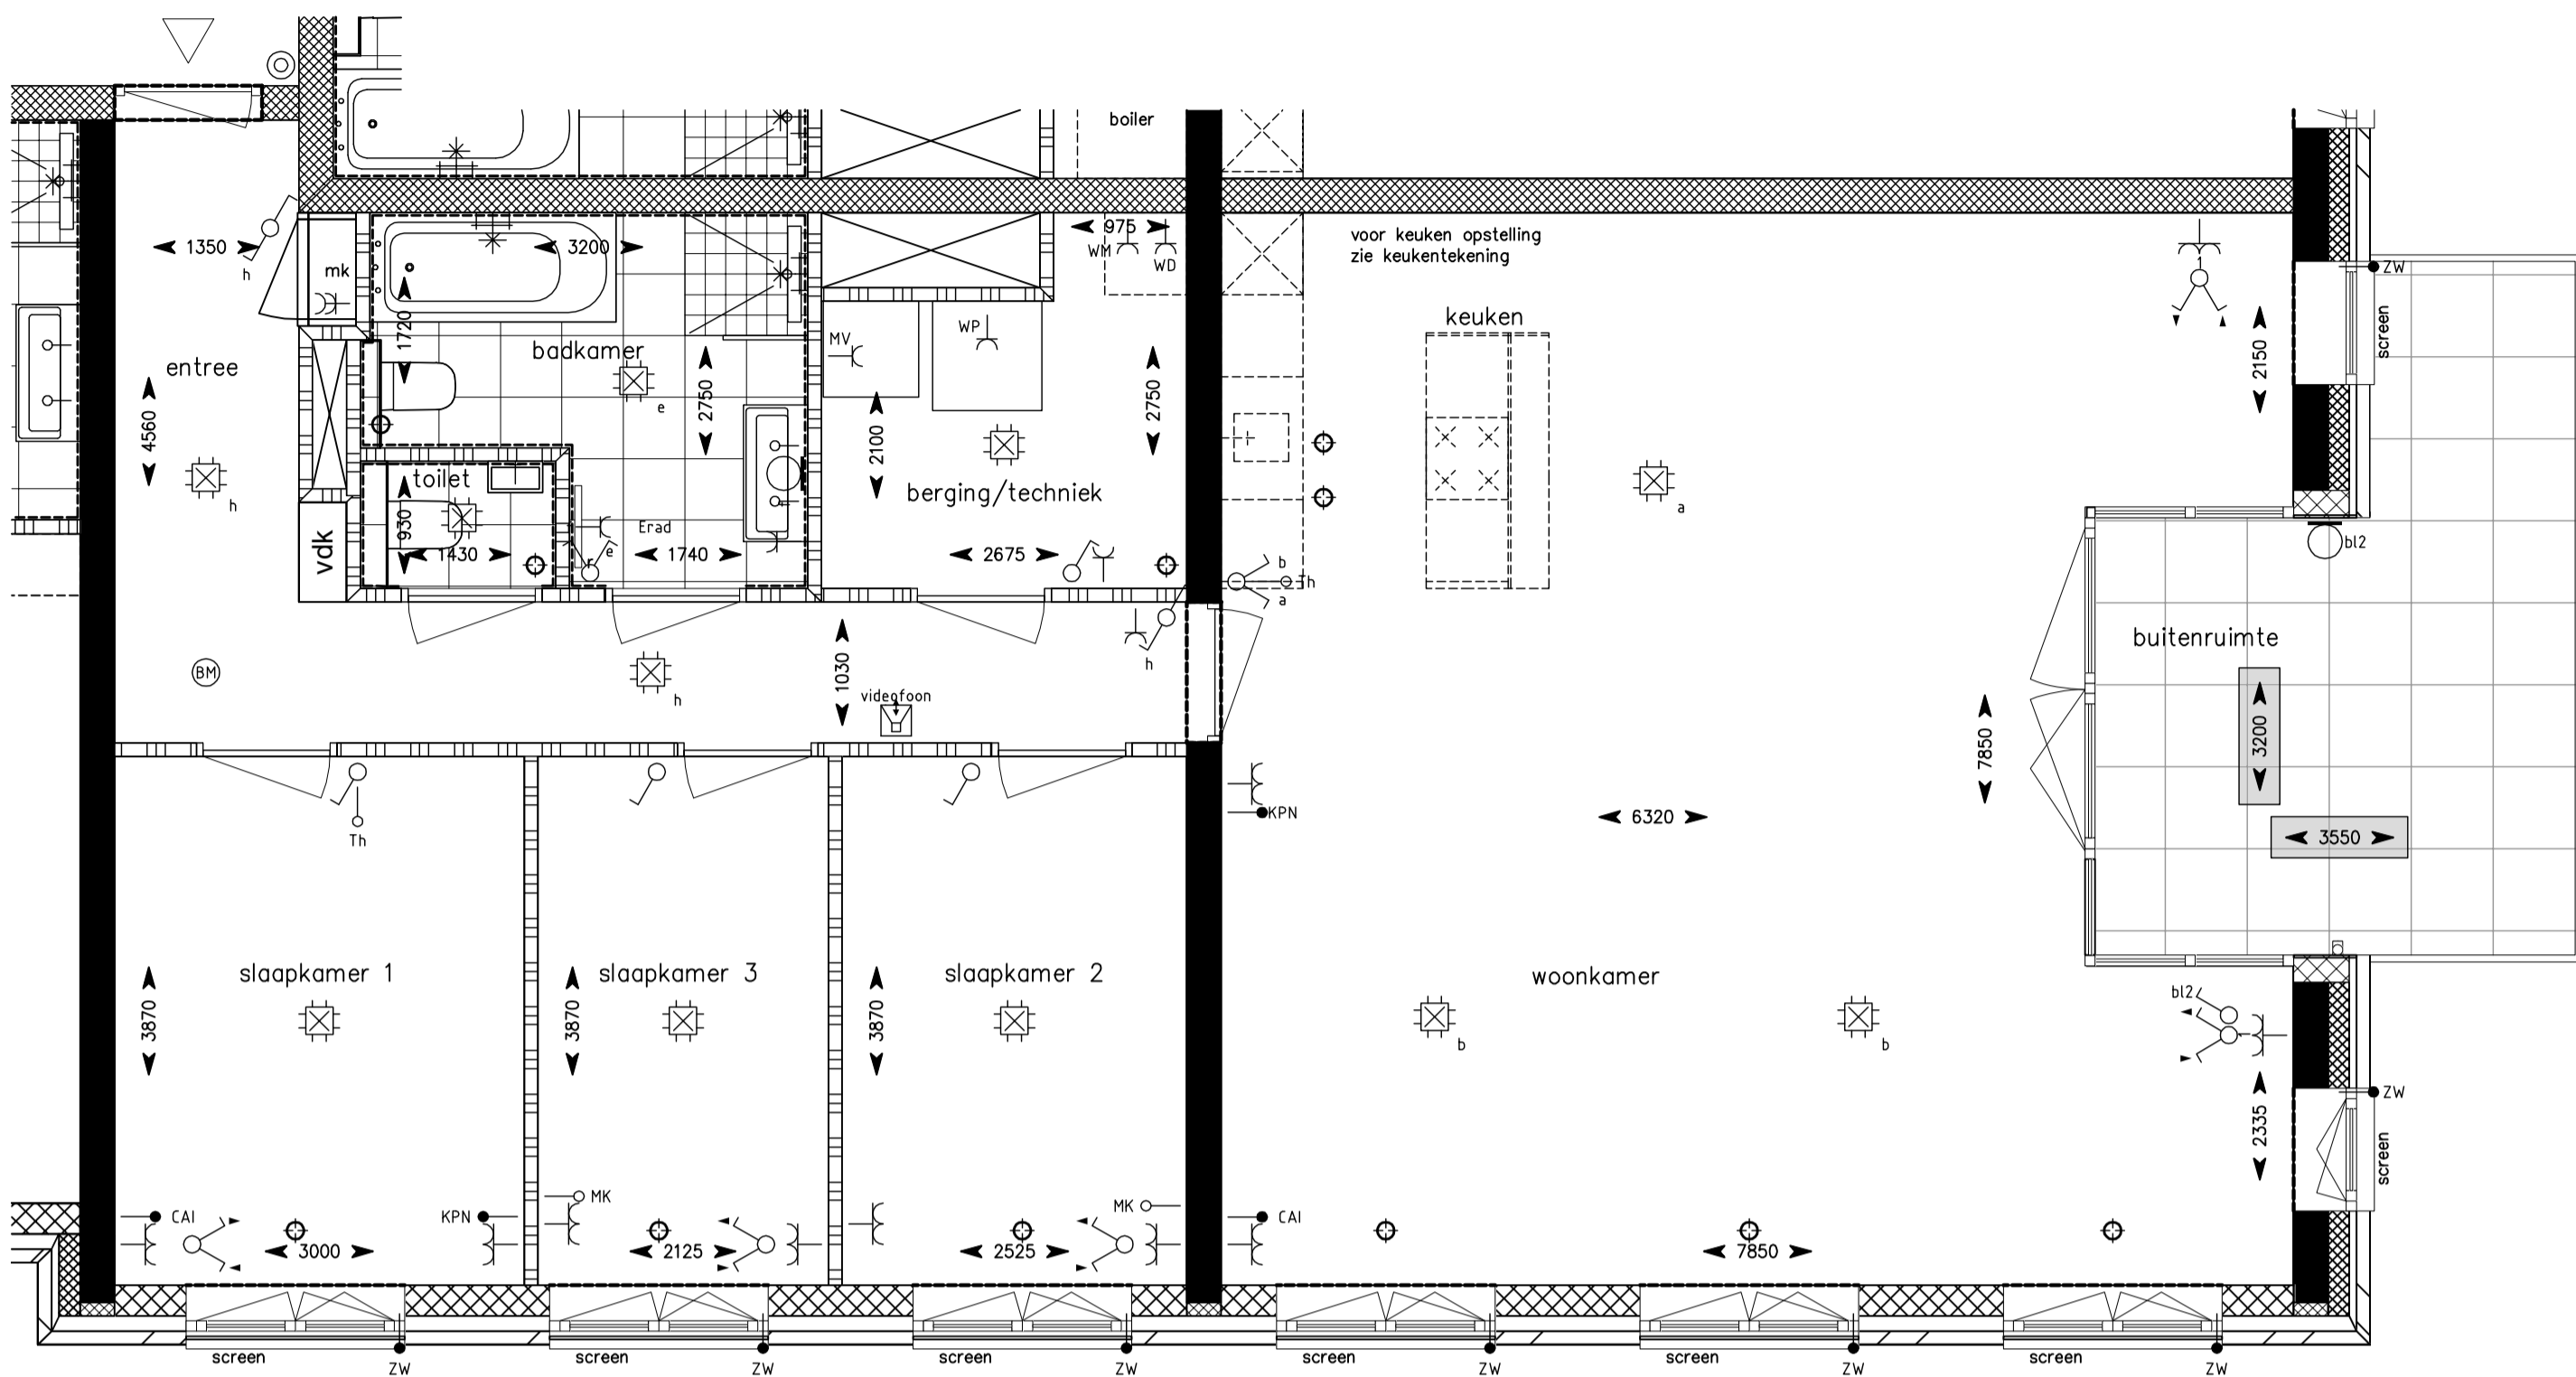 boiler
1350
h
mk
3200
975
WM
WD
voor keuken opstelling
zie keukentekening
ZW
screen
keuken
1720
MV
WP
2150
entree
badkamer
e
2750
2750
4560
2100
toilet
berging/techniek
h
a
vdk
930
1430
Erad
e
r
1740
2675
bl2
b
Th
a
buitenruimte
BM
h
1030
h
videofoon
3200
7850
Th
KPN
6320
3550
slaapkamer 1
slaapkamer 3
slaapkamer 2
woonkamer
3870
3870
3870
b
b
bl2
ZW
2335
screen
CAI
KPN
MK
MK
CAI
3000
2125
2525
7850
screen
ZW
screen
ZW
screen
ZW
screen
ZW
screen
ZW
screen
ZW